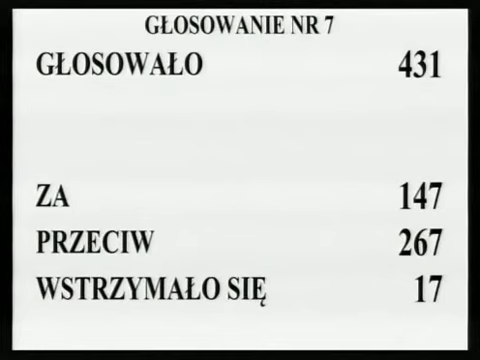 GŁOSOWANIE NR 7
GŁOSOWAŁO 431
ZA 147
PRZECIW 267
WSTRZYMAŁO SIĘ 17